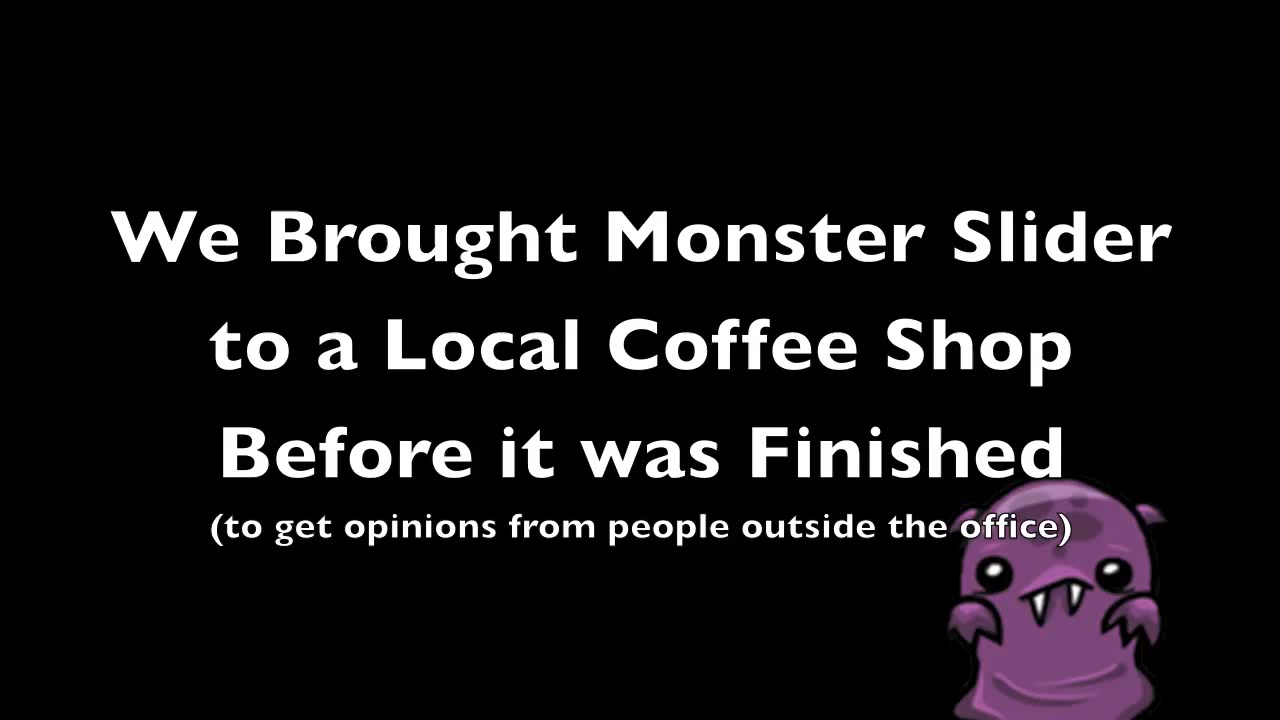 We Brought Monster Slider
to a Local Coffee Shop
Before it was Finished
(to get opinions from people outside the office)